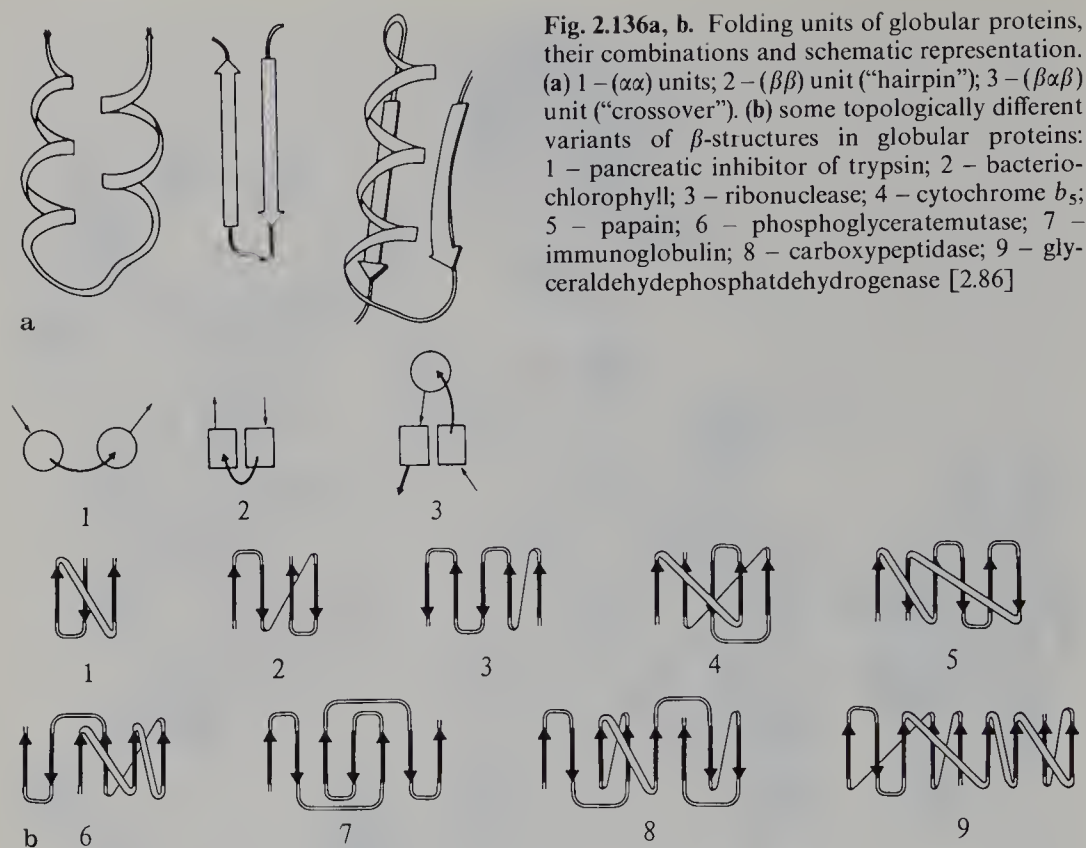 Fig. 2.136a, b. Folding units of globular proteins,
their combinations and schematic representation.
(a) 1 – (αα) units; 2 – (ββ) unit (“hairpin”); 3 – (βαβ)
unit (“crossover”). (b) some topologically different
variants of β-structures in globular proteins:
1 – pancreatic inhibitor of trypsin; 2 – bacterio-
chlorophyll; 3 – ribonuclease; 4 – cytochrome b₅;
5 – papain; 6 – phosphoglyceratemutase; 7 –
immunoglobulin; 8 – carboxypeptidase; 9 – gly-
ceraldehydephosphatdehydrogenase [2.86]
a
1 2 3
1 2 3 4 5
b 6 7 8 9